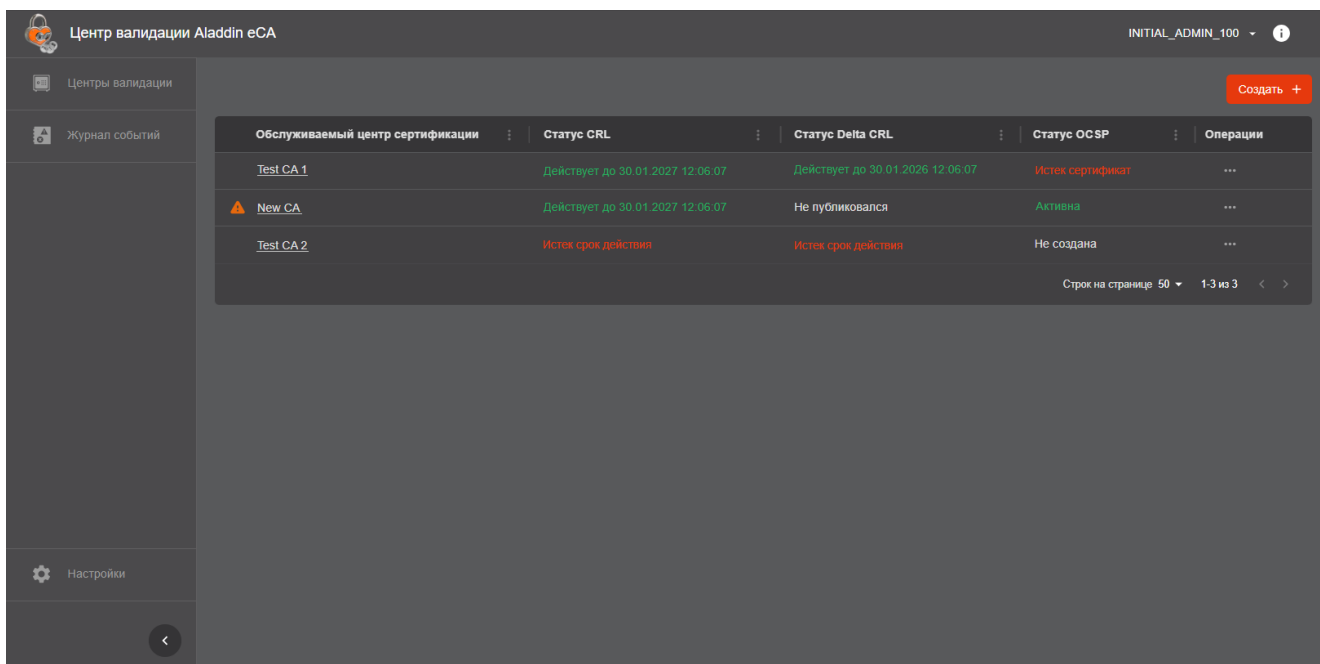 Центр валидации Aladdin eCA
INITIAL_ADMIN_100
Центры валидации
Создать +
Журнал событий
Обслуживаемый центр сертификации Статус CRL Статус Delta CRL Статус OCSP Операции
Test CA 1 Действует до 30.01.2027 12:06:07 Действует до 30.01.2026 12:06:07 Истек сертификат
New CA Действует до 30.01.2027 12:06:07 Не публиковался Активна
Test CA 2 Истек срок действия Истек срок действия Не создана
Строк на странице 50 1-3 из 3
Настройки